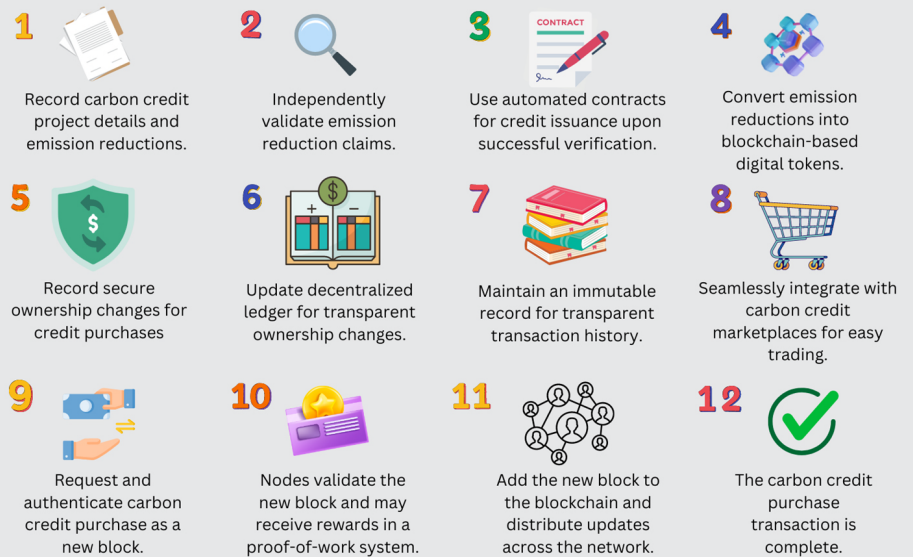 1
Record carbon credit
project details and
emission reductions.
2
Independently
validate emission
reduction claims.
3
CONTRACT
Use automated contracts
for credit issuance upon
successful verification.
4
Convert emission
reductions into
blockchain-based
digital tokens.
5
$
Record secure
ownership changes for
credit purchases
6
$
+ −
Update decentralized
ledger for transparent
ownership changes.
7
Maintain an immutable
record for transparent
transaction history.
8
Seamlessly integrate with
carbon credit
marketplaces for easy
trading.
9
Request and
authenticate carbon
credit purchase as a
new block.
10
Nodes validate the
new block and may
receive rewards in a
proof-of-work system.
11
Add the new block to
the blockchain and
distribute updates
across the network.
12
The carbon credit
purchase
transaction is
complete.